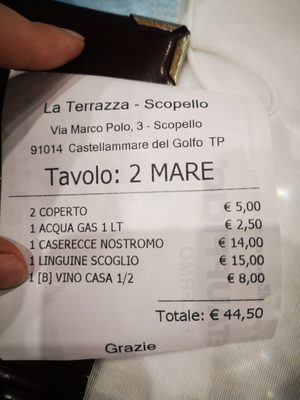 La Terrazza - Scopello
Via Marco Polo, 3 - Scopello
91014 Castellammare del Golfo TP
Tavolo: 2 MARE
2 COPERTO € 5,00
1 ACQUA GAS 1 LT € 2,50
1 CASERECCE NOSTROMO € 14,00
1 LINGUINE SCOGLIO € 15,00
1 [B] VINO CASA 1/2 € 8,00
Totale: € 44,50
Grazie